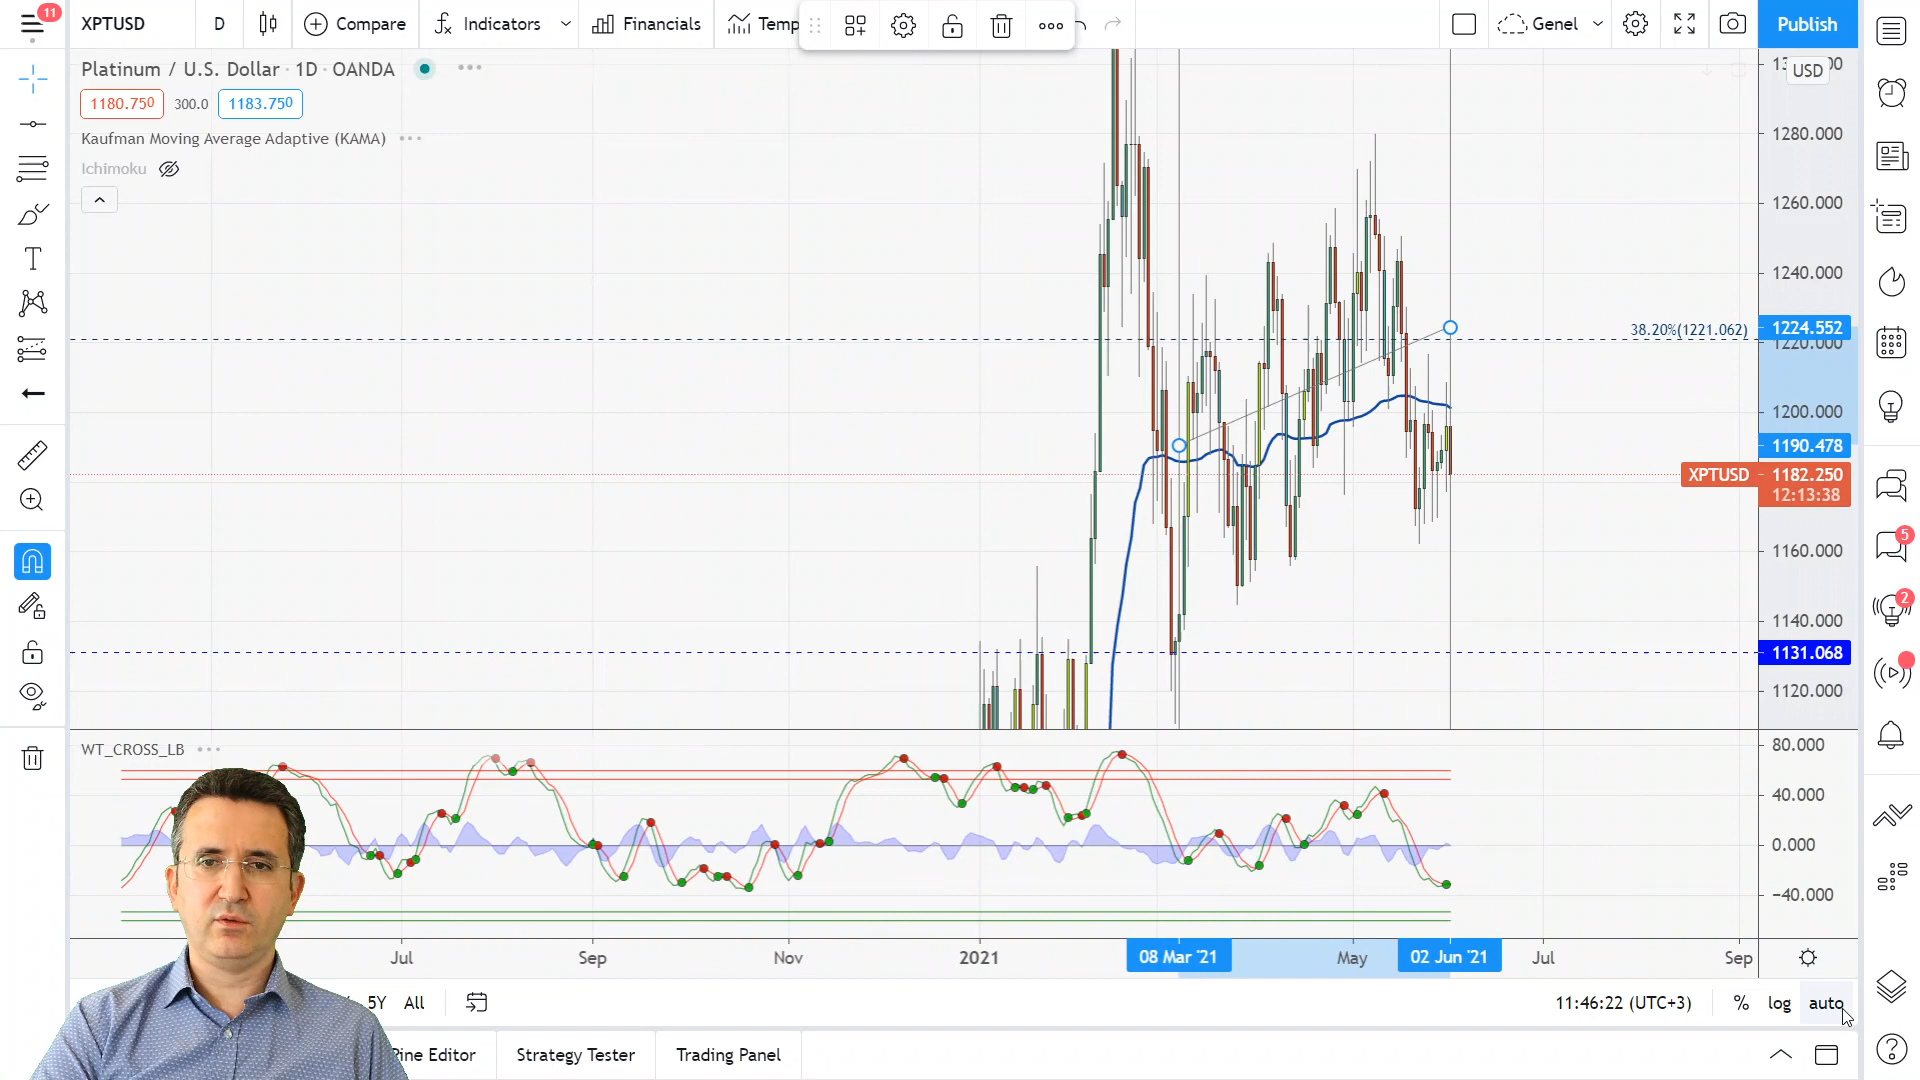 11
XPTUSD D Compare Indicators Financials Temp Genel Publish
Platinum / U.S. Dollar · 1D · OANDA
USD
1180.750 300.0 1183.750
Kaufman Moving Average Adaptive (KAMA)
Ichimoku
1280.000
1260.000
1240.000
38.20%(1221.062) 1224.552
1220.000
1200.000
1190.478
XPTUSD 1182.250
12:13:38
1160.000
1140.000
1131.068
1120.000
5
2
WT_CROSS_LB
80.000
40.000
0.000
−40.000
Jul Sep Nov 2021 08 Mar '21 May 02 Jun '21 Jul Sep
5Y All 11:46:22 (UTC+3) % log auto
Pine Editor Strategy Tester Trading Panel